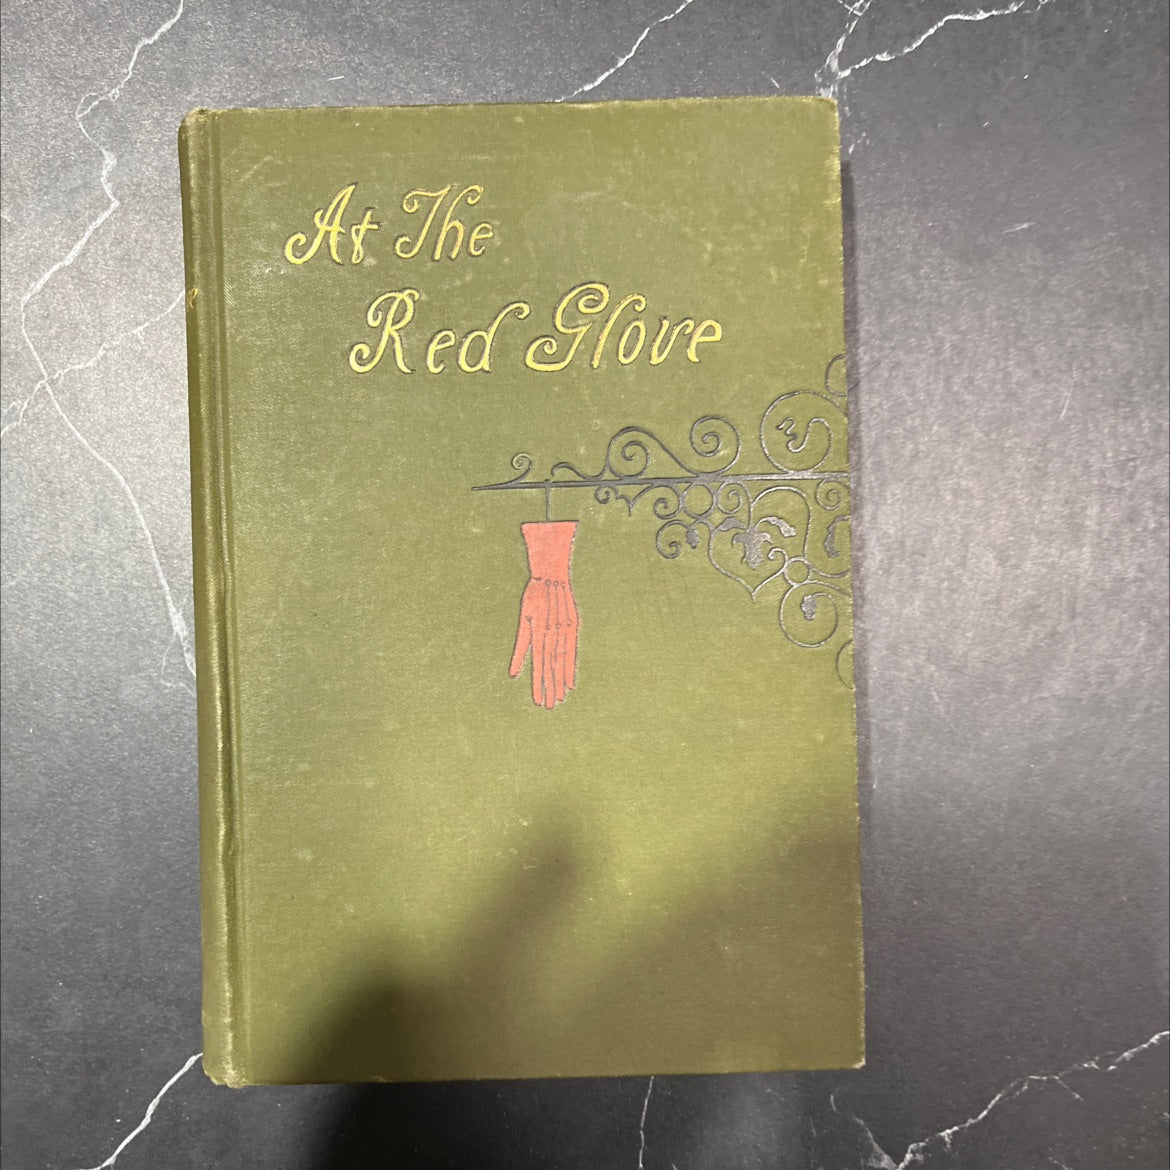 At The
Red Glove